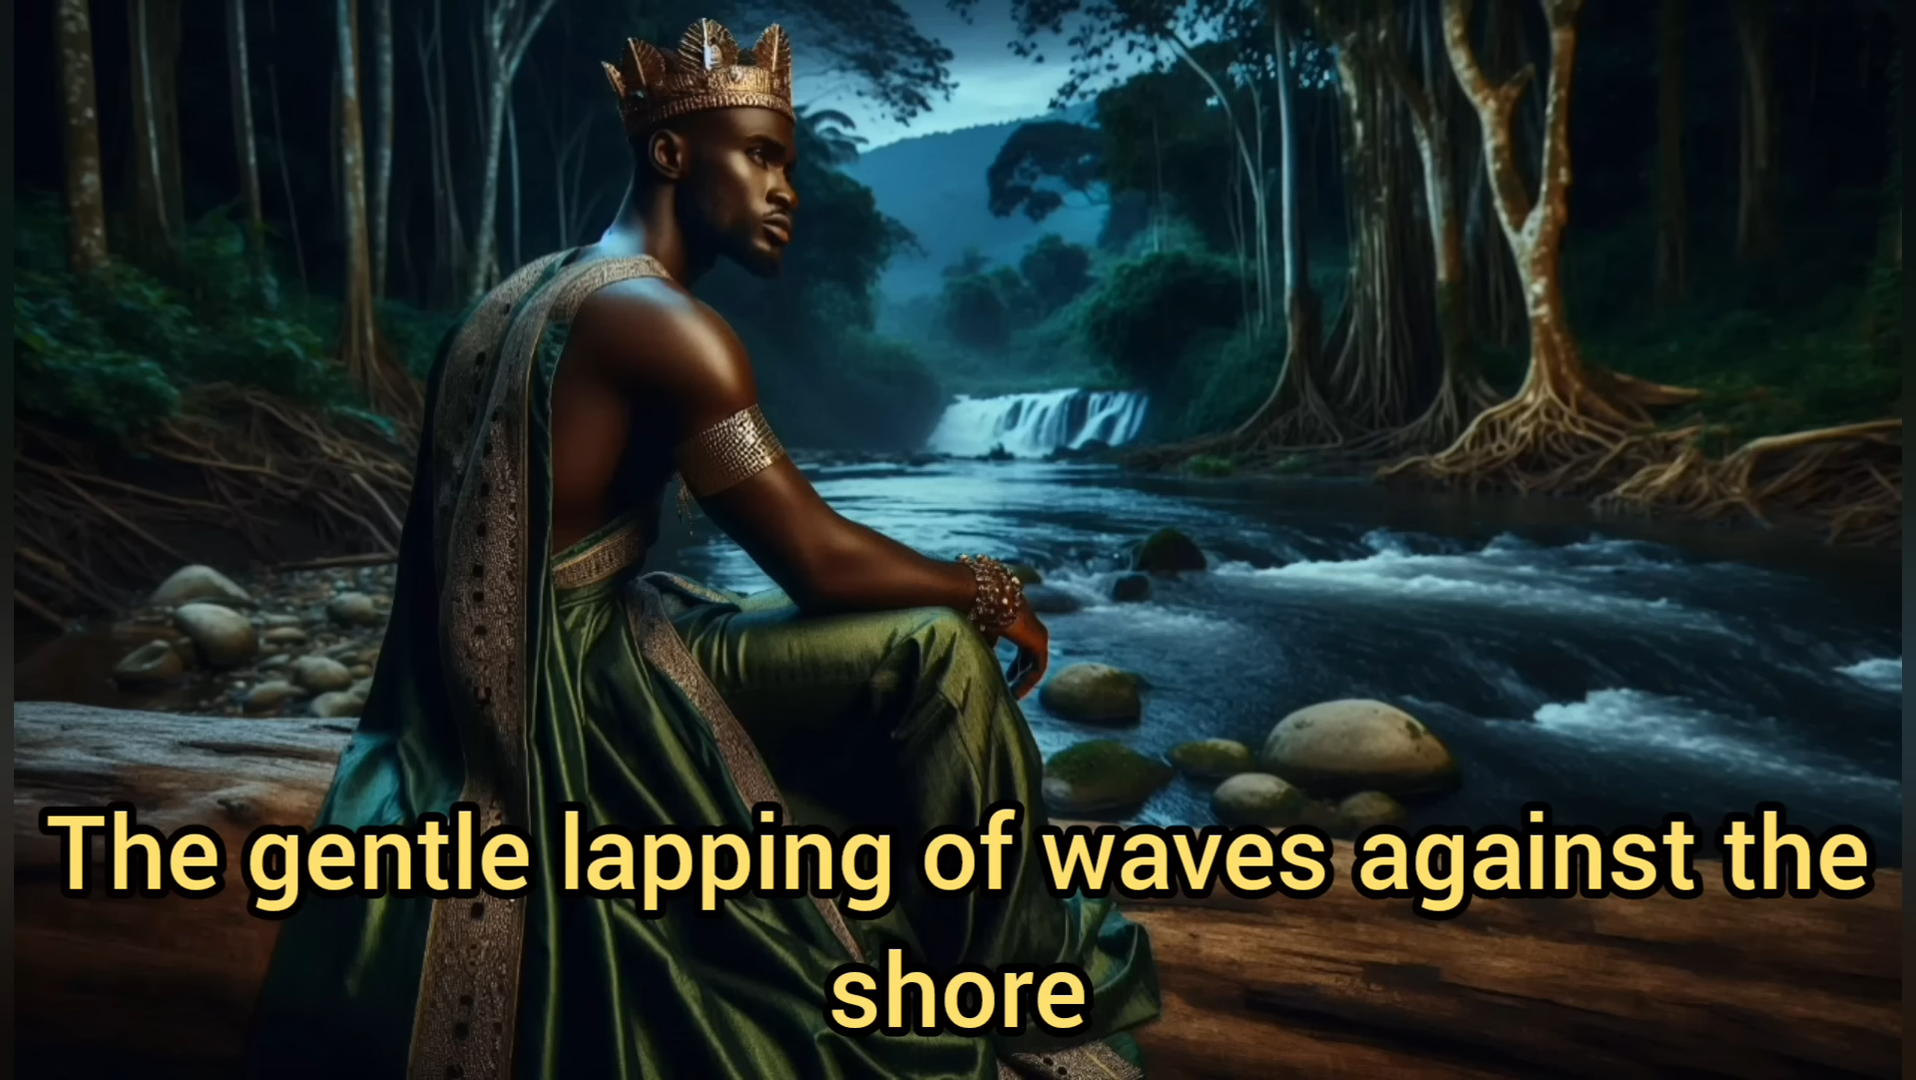 The gentle lapping of waves against the
shore